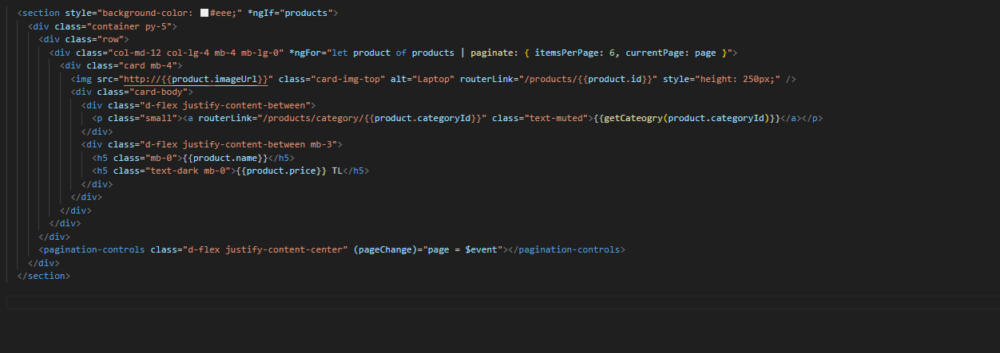 <section style="background-color: #eee;" *ngIf="products">
<div class="container py-5">
<div class="row">
<div class="col-md-12 col-lg-4 mb-4 mb-lg-0" *ngFor="let product of products | paginate: { itemsPerPage: 6, currentPage: page }">
<div class="card mb-4">
<img src="http://{{product.imageUrl}}" class="card-img-top" alt="Laptop" routerLink="/products/{{product.id}}" style="height: 250px;" />
<div class="card-body">
<div class="d-flex justify-content-between">
<p class="small"><a routerLink="/products/category/{{product.categoryId}}" class="text-muted">{{getCateogry(product.categoryId)}}</a></p>
</div>
<div class="d-flex justify-content-between mb-3">
<h5 class="mb-0">{{product.name}}</h5>
<h5 class="text-dark mb-0">{{product.price}} TL</h5>
</div>
</div>
</div>
</div>
</div>
<pagination-controls class="d-flex justify-content-center" (pageChange)="page = $event"></pagination-controls>
</div>
</section>